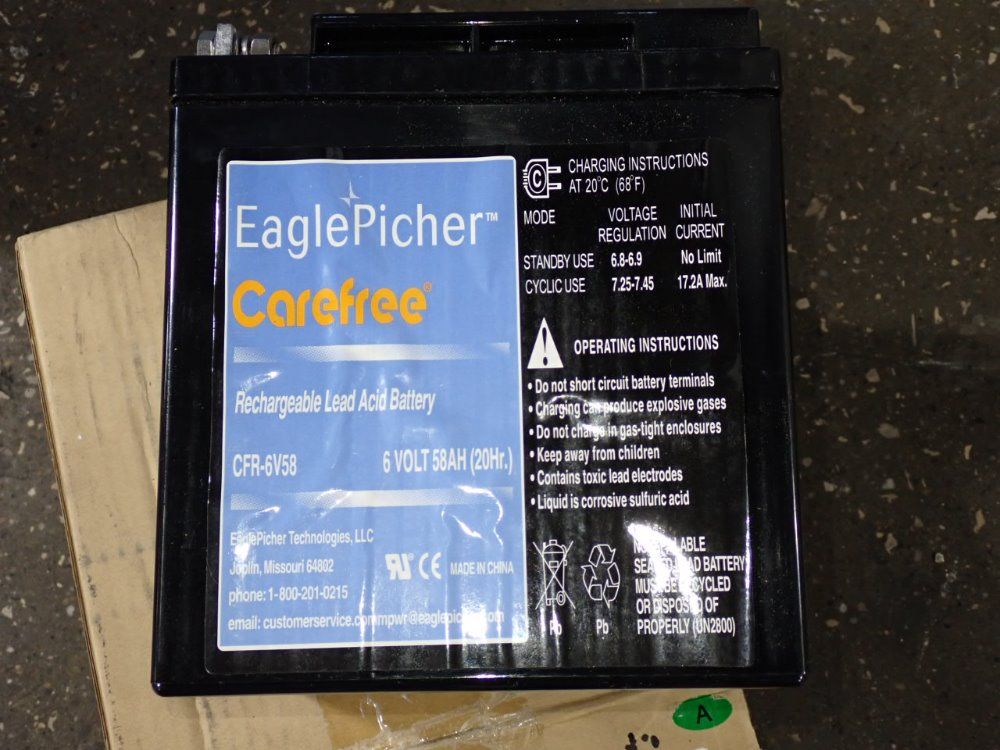 EaglePicher™
Carefree®
Rechargeable Lead Acid Battery
CFR-6V58 6 VOLT 58AH (20Hr.)
EaglePicher Technologies, LLC
Joplin, Missouri 64802
phone: 1-800-201-0215
email: customerservice.commpwr@eaglepicher.com
MADE IN CHINA
CHARGING INSTRUCTIONS
AT 20°C (68°F)
MODE VOLTAGE REGULATION INITIAL CURRENT
STANDBY USE 6.8-6.9 No Limit
CYCLIC USE 7.25-7.45 17.2A Max.
OPERATING INSTRUCTIONS
• Do not short circuit battery terminals
• Charging can produce explosive gases
• Do not charge in gas-tight enclosures
• Keep away from children
• Contains toxic lead electrodes
• Liquid is corrosive sulfuric acid
Pb Pb
SEALED LEAD BATTERY
MUST BE RECYCLED
OR DISPOSED OF
PROPERLY (UN2800)
A